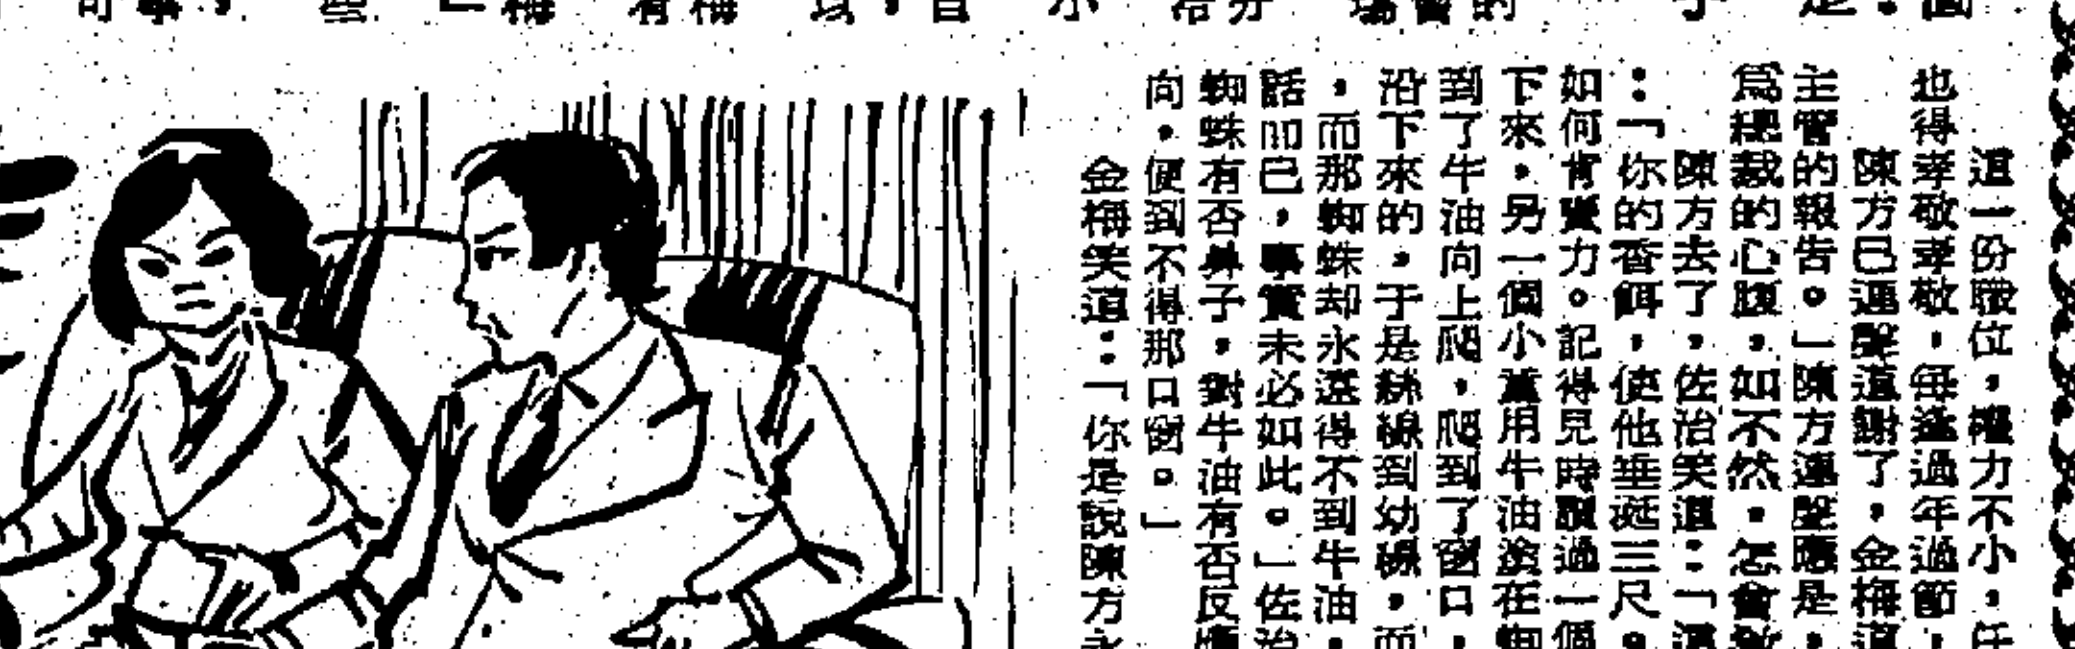 這一份職位，權力不小，任
也得孝敬孝敬，每逢過年過節，
陳方已連聲道謝了，金梅道
主管的報告。」陳方連聲應是，
爲總裁的心腹，如不然，怎會
陳方去了，佐治笑道：「這
：「你的香餌，使他垂涎三尺。
如何肯賣力。記得兒時讀過一個
下來，另一個小童用牛油塗在蜘
到了牛油向上爬，爬到了窗口，
沿下來的，于是絲線到幼線，而
，而那蜘蛛却永遠得不到牛油，
話而已，事實未必如此。」佐治
蜘蛛有否鼻子，對牛油有否反應
向，便到不得那口窗。」
金梅笑道：「你是說陳方永